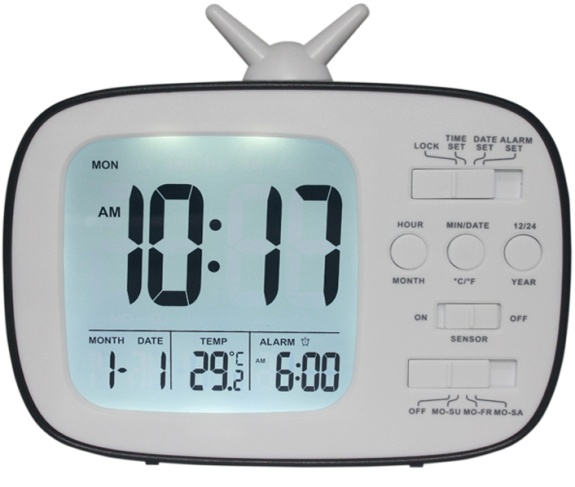 MON
AM 10:17
MONTH DATE TEMP ALARM
1- 1 29.2°C AM 6:00
TIME DATE ALARM
LOCK SET SET SET
HOUR MIN/DATE 12/24
MONTH °C/°F YEAR
ON OFF
SENSOR
OFF MO-SU MO-FR MO-SA